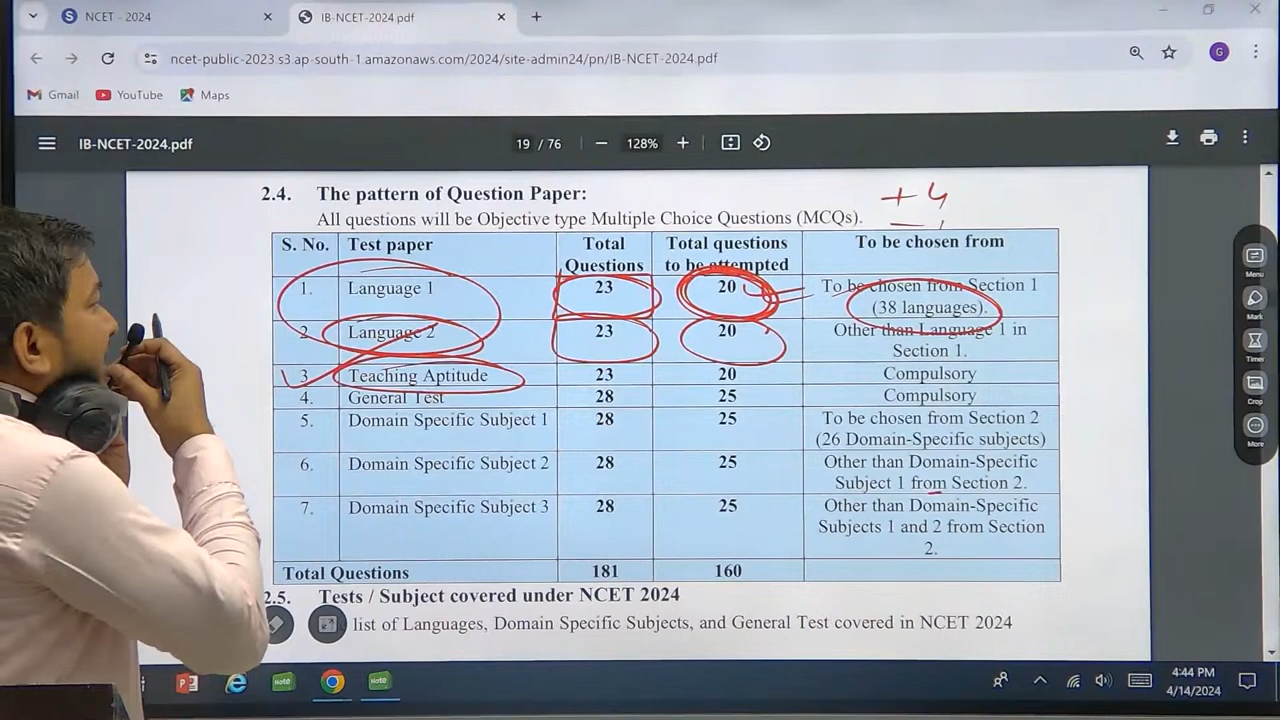 NCET - 2024
IB-NCET-2024.pdf
ncet-public-2023.s3.ap-south-1.amazonaws.com/2024/site-admin24/pn/IB-NCET-2024.pdf
G
Gmail YouTube Maps
IB-NCET-2024.pdf
19 / 76
128%
2.4. The pattern of Question Paper:
All questions will be Objective type Multiple Choice Questions (MCQs).
+4
S. No. Test paper Total Questions Total questions to be attempted To be chosen from
1. Language 1 23 20 To be chosen from Section 1 (38 languages).
2 Language 2 23 20 Other than Language 1 in Section 1.
3. Teaching Aptitude 23 20 Compulsory
4. General Test 28 25 Compulsory
5. Domain Specific Subject 1 28 25 To be chosen from Section 2 (26 Domain-Specific subjects)
6. Domain Specific Subject 2 28 25 Other than Domain-Specific Subject 1 from Section 2.
7. Domain Specific Subject 3 28 25 Other than Domain-Specific Subjects 1 and 2 from Section 2.
Total Questions 181 160
2.5. Tests / Subject covered under NCET 2024
list of Languages, Domain Specific Subjects, and General Test covered in NCET 2024
Menu
Mark
Timer
Crop
More
Note
Note
4:44 PM
4/14/2024